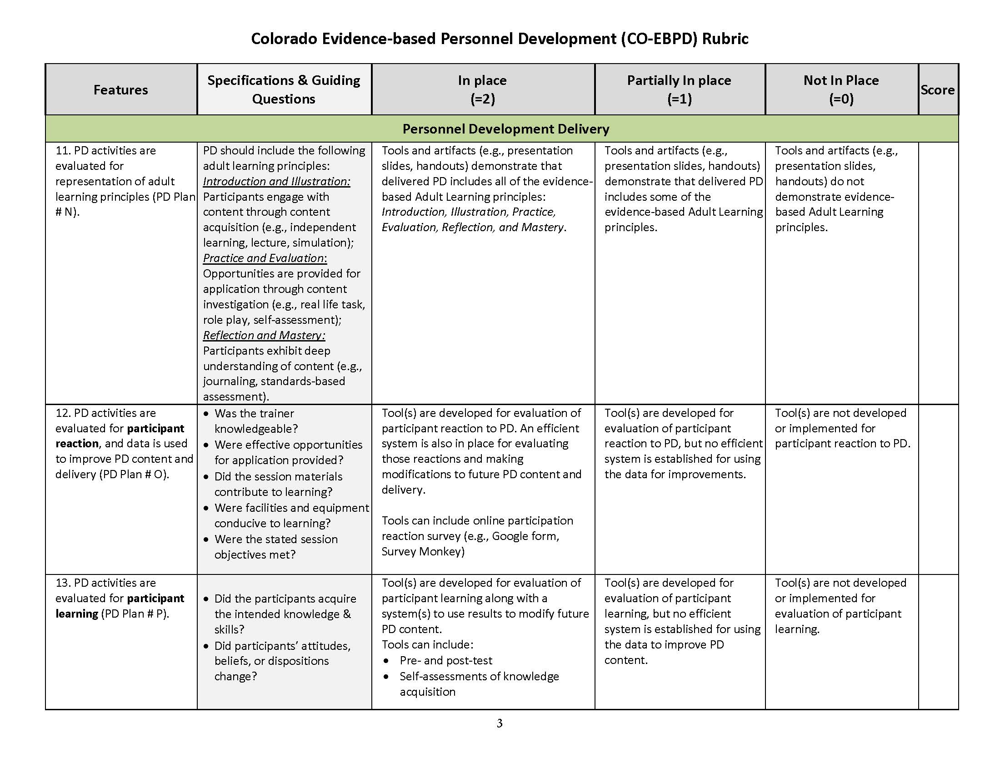 Colorado Evidence-based Personnel Development (CO-EBPD) Rubric
Features
Specifications & Guiding
Questions
In place
(=2)
Partially In place
(=1)
Not In Place
(=0)
Score
Personnel Development Delivery
11. PD activities are
evaluated for
representation of adult
learning principles (PD Plan
# N).
PD should include the following
adult learning principles:
Introduction and Illustration:
Participants engage with
content through content
acquisition (e.g., independent
learning, lecture, simulation);
Practice and Evaluation:
Opportunities are provided for
application through content
investigation (e.g., real life task,
role play, self-assessment);
Reflection and Mastery:
Participants exhibit deep
understanding of content (e.g.,
journaling, standards-based
assessment).
Tools and artifacts (e.g., presentation
slides, handouts) demonstrate that
delivered PD includes all of the evidence-
based Adult Learning principles:
Introduction, Illustration, Practice,
Evaluation, Reflection, and Mastery.
Tools and artifacts (e.g.,
presentation slides, handouts)
demonstrate that delivered PD
includes some of the
evidence-based Adult Learning
principles.
Tools and artifacts (e.g.,
presentation slides,
handouts) do not
demonstrate evidence-
based Adult Learning
principles.
12. PD activities are
evaluated for participant
reaction, and data is used
to improve PD content and
delivery (PD Plan # O).
• Was the trainer
knowledgeable?
• Were effective opportunities
for application provided?
• Did the session materials
contribute to learning?
• Were facilities and equipment
conducive to learning?
• Were the stated session
objectives met?
Tool(s) are developed for evaluation of
participant reaction to PD. An efficient
system is also in place for evaluating
those reactions and making
modifications to future PD content and
delivery.
Tools can include online participation
reaction survey (e.g., Google form,
Survey Monkey)
Tool(s) are developed for
evaluation of participant
reaction to PD, but no efficient
system is established for using
the data for improvements.
Tool(s) are not developed
or implemented for
participant reaction to PD.
13. PD activities are
evaluated for participant
learning (PD Plan # P).
• Did the participants acquire
the intended knowledge &
skills?
• Did participants’ attitudes,
beliefs, or dispositions
change?
Tool(s) are developed for evaluation of
participant learning along with a
system(s) to use results to modify future
PD content.
Tools can include:
• Pre- and post-test
• Self-assessments of knowledge
acquisition
Tool(s) are developed for
evaluation of participant
learning, but no efficient
system is established for using
the data to improve PD
content.
Tool(s) are not developed
or implemented for
evaluation of participant
learning.
3